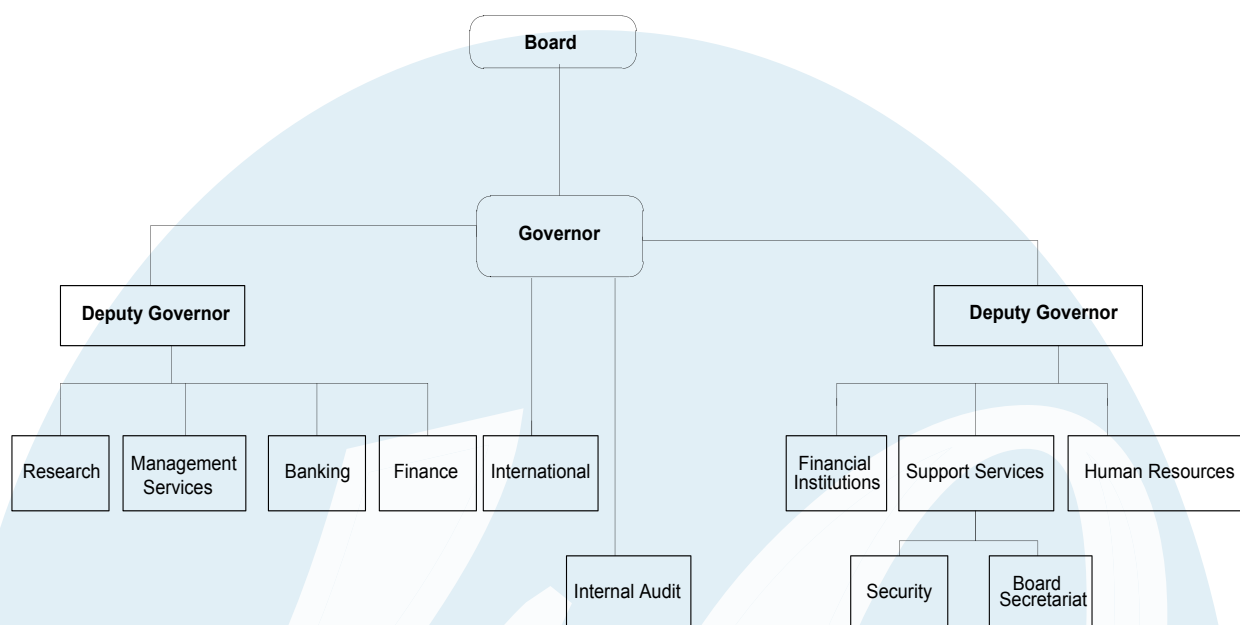 Board
Governor
Deputy Governor
Deputy Governor
Research
Management
Services
Banking
Finance
International
Financial
Institutions
Support Services
Human Resources
Internal Audit
Security
Board
Secretariat